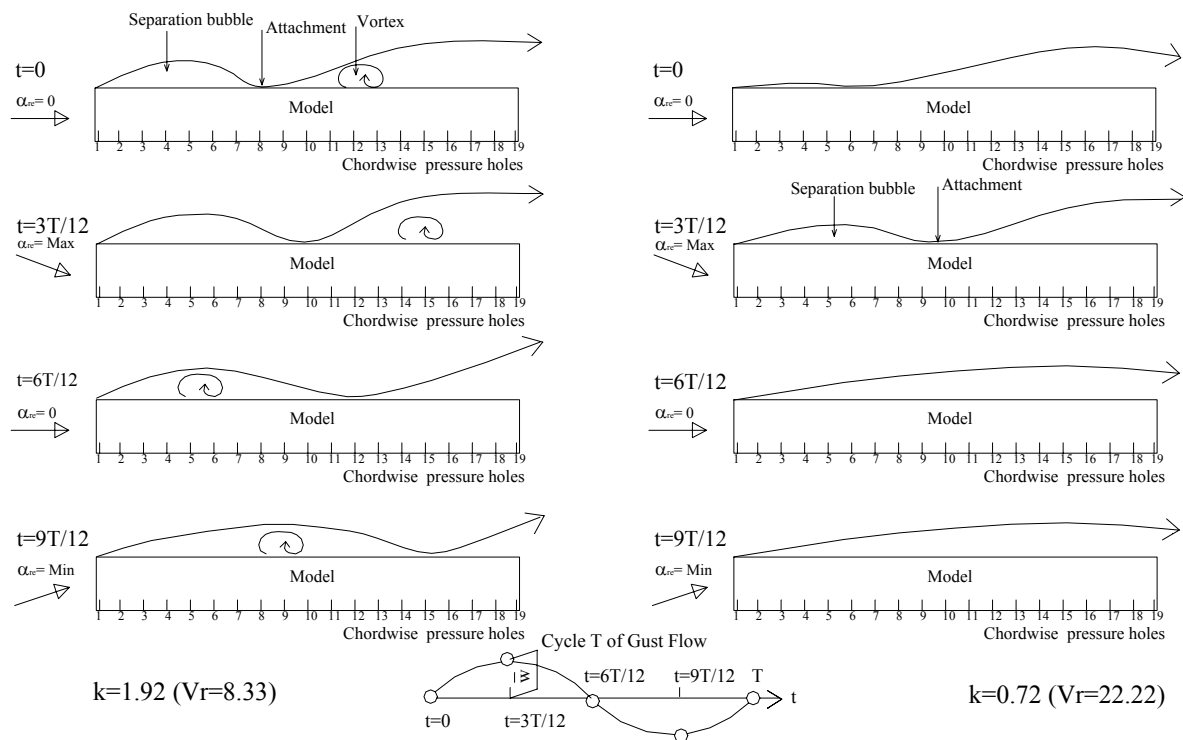 Separation bubble
Attachment
Vortex
t=0
αre= 0
Model
1 2 3 4 5 6 7 8 9 10 11 12 13 14 15 16 17 18 19
Chordwise pressure holes
t=0
αre= 0
Model
1 2 3 4 5 6 7 8 9 10 11 12 13 14 15 16 17 18 19
Chordwise pressure holes
t=3T/12
αre= Max
Model
1 2 3 4 5 6 7 8 9 10 11 12 13 14 15 16 17 18 19
Chordwise pressure holes
Separation bubble
Attachment
t=3T/12
αre= Max
Model
1 2 3 4 5 6 7 8 9 10 11 12 13 14 15 16 17 18 19
Chordwise pressure holes
t=6T/12
αre= 0
Model
1 2 3 4 5 6 7 8 9 10 11 12 13 14 15 16 17 18 19
Chordwise pressure holes
t=6T/12
αre= 0
Model
1 2 3 4 5 6 7 8 9 10 11 12 13 14 15 16 17 18 19
Chordwise pressure holes
t=9T/12
αre= Min
Model
1 2 3 4 5 6 7 8 9 10 11 12 13 14 15 16 17 18 19
Chordwise pressure holes
t=9T/12
αre= Min
Model
1 2 3 4 5 6 7 8 9 10 11 12 13 14 15 16 17 18 19
Chordwise pressure holes
k=1.92 (Vr=8.33)
Cycle T of Gust Flow
w
t=0
t=3T/12
t=6T/12
t=9T/12
T
t
k=0.72 (Vr=22.22)